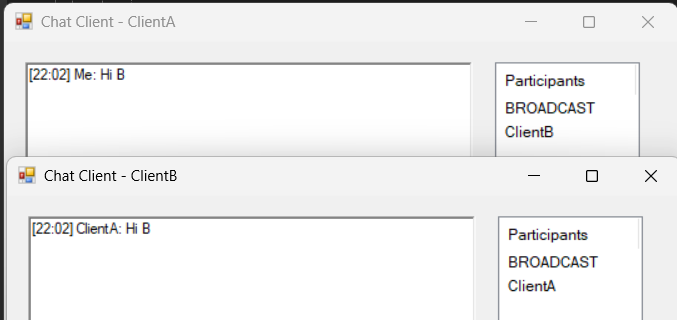 Chat Client - ClientA
[22:02] Me: Hi B
Participants
BROADCAST
ClientB
Chat Client - ClientB
[22:02] ClientA: Hi B
Participants
BROADCAST
ClientA